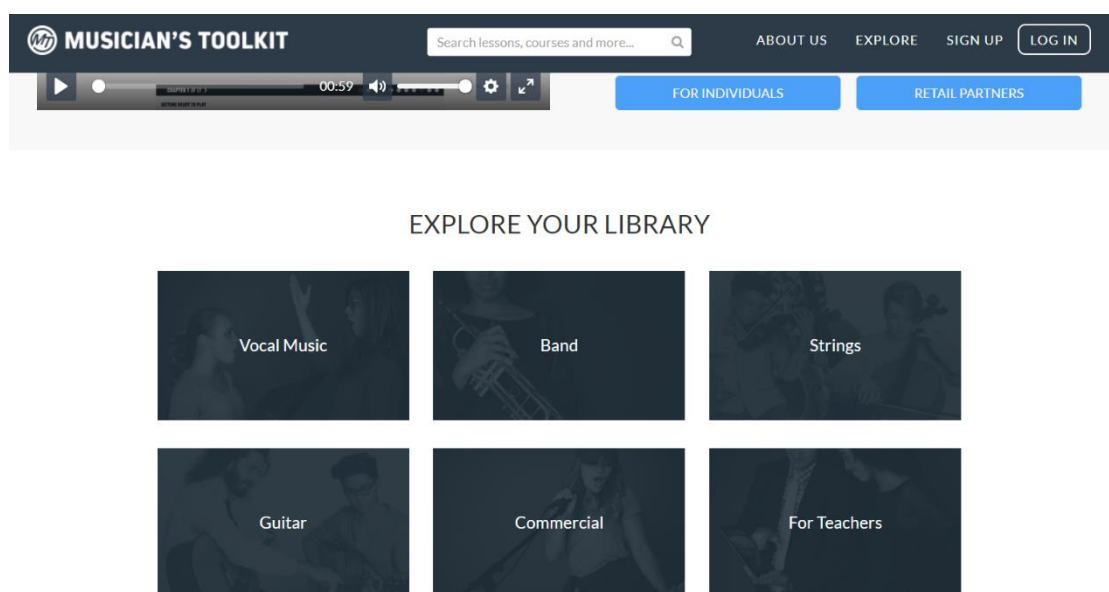 MT MUSICIAN'S TOOLKIT
Search lessons, courses and more...
ABOUT US EXPLORE SIGN UP LOG IN
00:59
FOR INDIVIDUALS RETAIL PARTNERS
EXPLORE YOUR LIBRARY
Vocal Music Band Strings
Guitar Commercial For Teachers